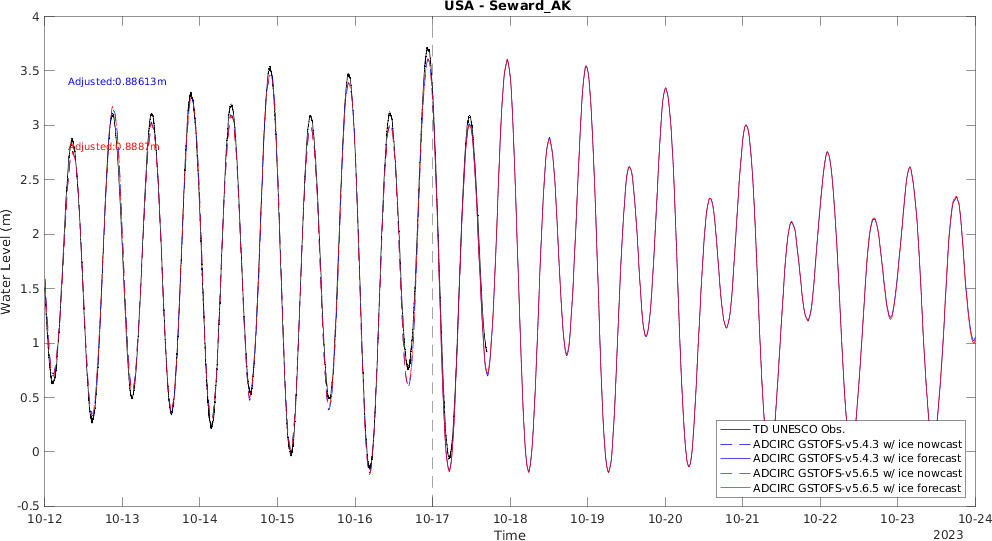 USA - Seward_AK
4
3.5
3
2.5
2
1.5
1
0.5
0
-0.5
Water Level (m)
Adjusted:0.88613m
Adjusted:0.8887m
TD UNESCO Obs.
ADCIRC GSTOFS-v5.4.3 w/ ice nowcast
ADCIRC GSTOFS-v5.4.3 w/ ice forecast
ADCIRC GSTOFS-v5.6.5 w/ ice nowcast
ADCIRC GSTOFS-v5.6.5 w/ ice forecast
10-12 10-13 10-14 10-15 10-16 10-17 10-18 10-19 10-20 10-21 10-22 10-23 10-24
Time
2023